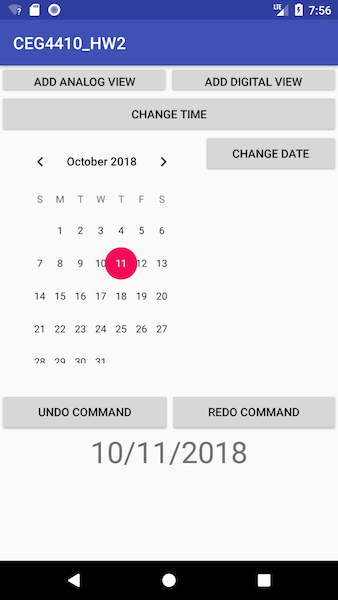 LTE 7:56
CEG4410_HW2
ADD ANALOG VIEW ADD DIGITAL VIEW
CHANGE TIME
October 2018 CHANGE DATE
S M T W T F S
1 2 3 4 5 6
7 8 9 10 11 12 13
14 15 16 17 18 19 20
21 22 23 24 25 26 27
28 29 30 31
UNDO COMMAND REDO COMMAND
10/11/2018